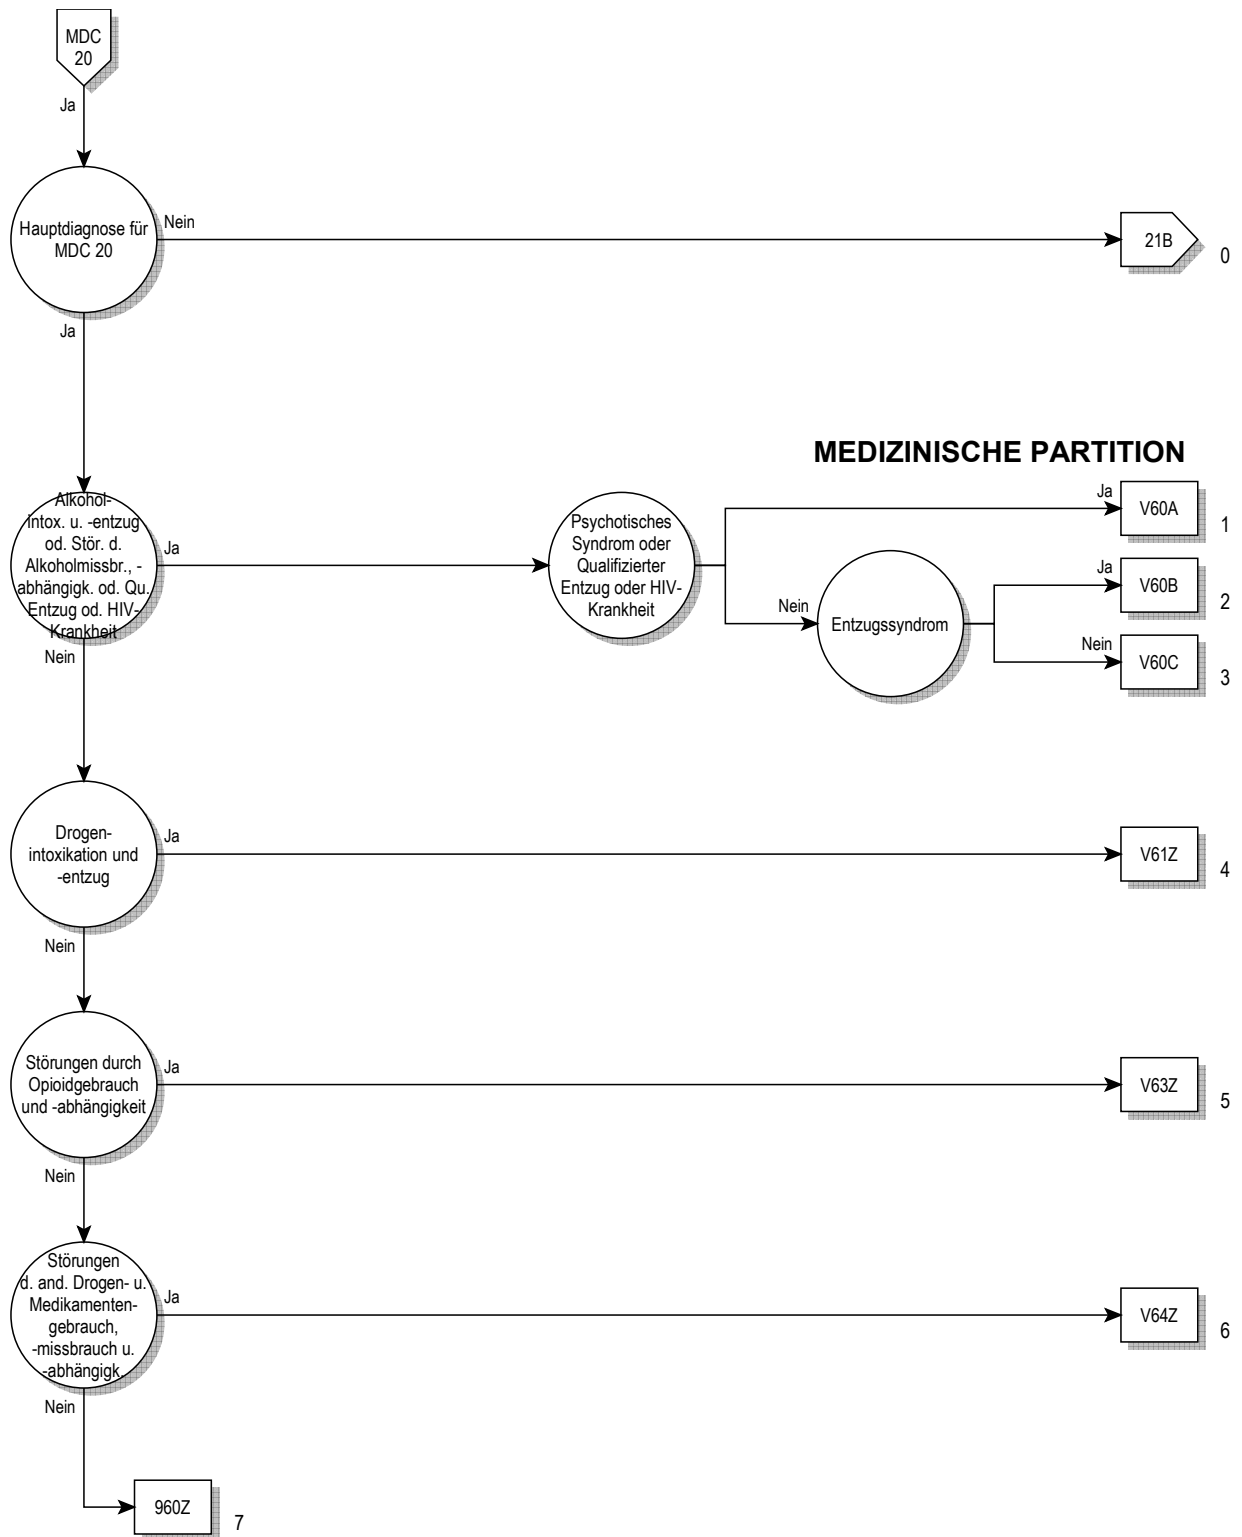 MDC
20
Ja
Hauptdiagnose für
MDC 20
Nein
21B
0
Ja
MEDIZINISCHE PARTITION
Alkohol-
intox. u. -entzug
od. Stör. d.
Alkoholmissbr., -
abhängigk. od. Qu.
Entzug od. HIV-
Krankheit
Ja
Psychotisches
Syndrom oder
Qualifizierter
Entzug oder HIV-
Krankheit
Ja
V60A
1
Nein
Entzugssyndrom
Ja
V60B
2
Nein
V60C
3
Nein
Drogen-
intoxikation und
-entzug
Ja
V61Z
4
Nein
Störungen durch
Opioidgebrauch
und -abhängigkeit
Ja
V63Z
5
Nein
Störungen
d. and. Drogen- u.
Medikamenten-
gebrauch,
-missbrauch u.
-abhängigk.
Ja
V64Z
6
Nein
960Z
7